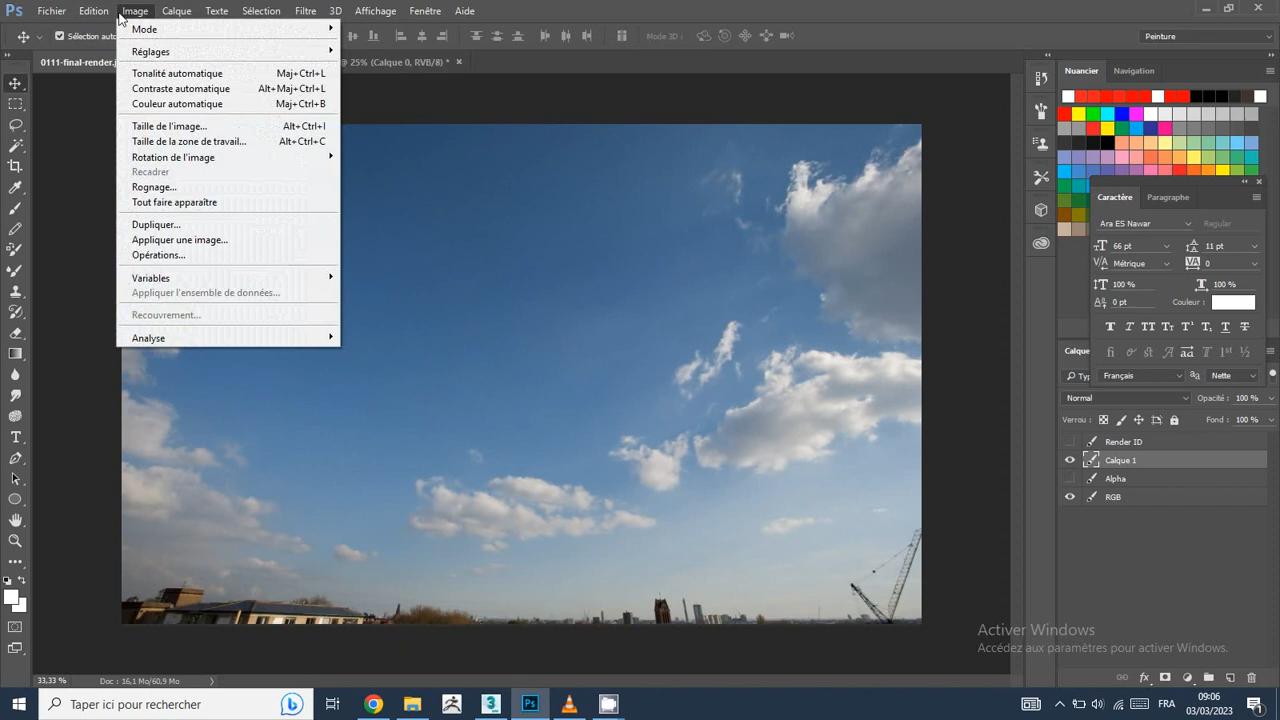 Ps Fichier Edition Image Calque Texte Sélection Filtre 3D Affichage Fenêtre Aide
Sélection auto
Mode 3D :
Peinture
0111-final-render.j
@ 25% (Calque 0, RVB/8) * ×
Mode
Réglages
Tonalité automatique Maj+Ctrl+L
Contraste automatique Alt+Maj+Ctrl+L
Couleur automatique Maj+Ctrl+B
Taille de l'image... Alt+Ctrl+I
Taille de la zone de travail... Alt+Ctrl+C
Rotation de l'image
Recadrer
Rognage...
Tout faire apparaître
Dupliquer...
Appliquer une image...
Opérations...
Variables
Appliquer l'ensemble de données...
Recouvrement...
Analyse
Nuancier Navigation
Caractère Paragraphe
Ara ES Nawar Regular
66 pt 11 pt
Métrique 0
100 % 100 %
0 pt Couleur :
Français Nette
Calque
Typ
Normal Opacité : 100 %
Verrou : Fond : 100 %
Render ID
Calque 1
Alpha
RGB
Activer Windows
Accédez aux paramètres pour activer Windows.
33,33 % Doc : 16,1 Mo/60,9 Mo
Taper ici pour rechercher
FRA
09:06
03/03/2023